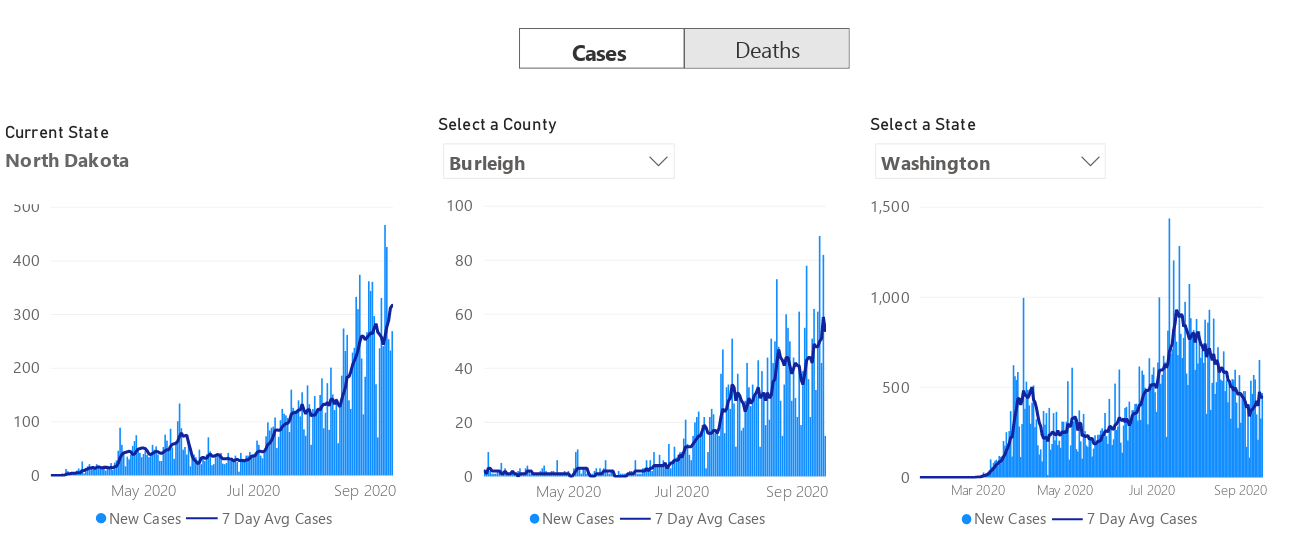 Cases
Deaths
Current State
North Dakota
500
400
300
200
100
0
May 2020
Jul 2020
Sep 2020
New Cases
7 Day Avg Cases
Select a County
Burleigh
100
80
60
40
20
0
May 2020
Jul 2020
Sep 2020
New Cases
7 Day Avg Cases
Select a State
Washington
1,500
1,000
500
0
Mar 2020
May 2020
Jul 2020
Sep 2020
New Cases
7 Day Avg Cases